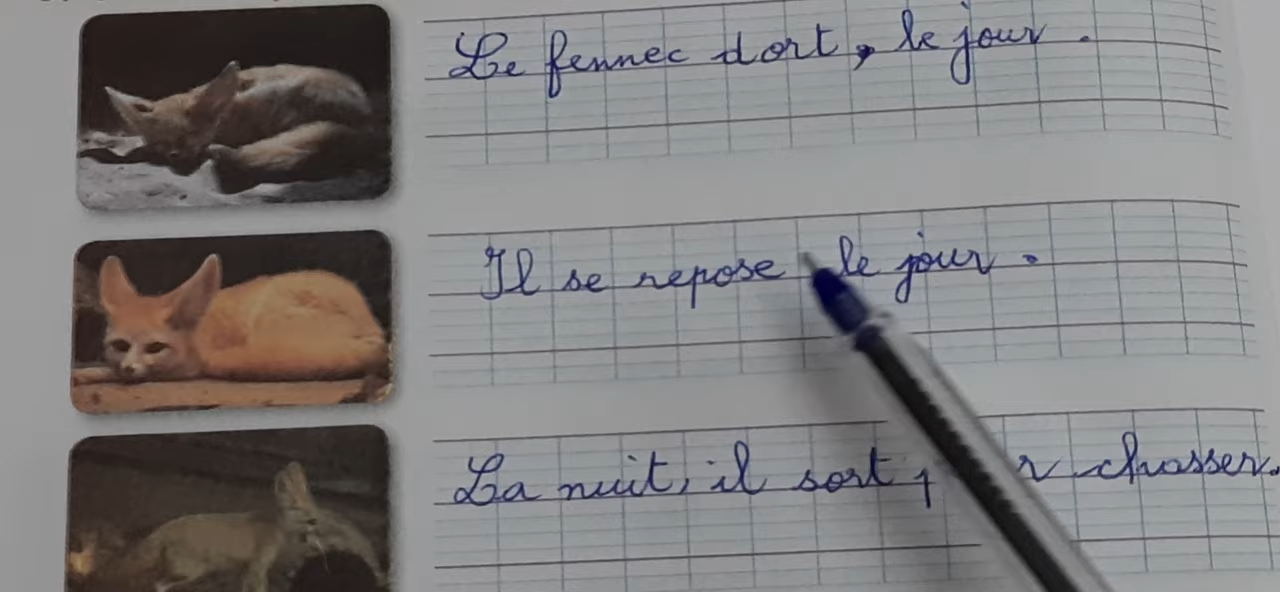 Le fennec dort, le jour.
Il se repose le jour.
La nuit, il sort chasser.